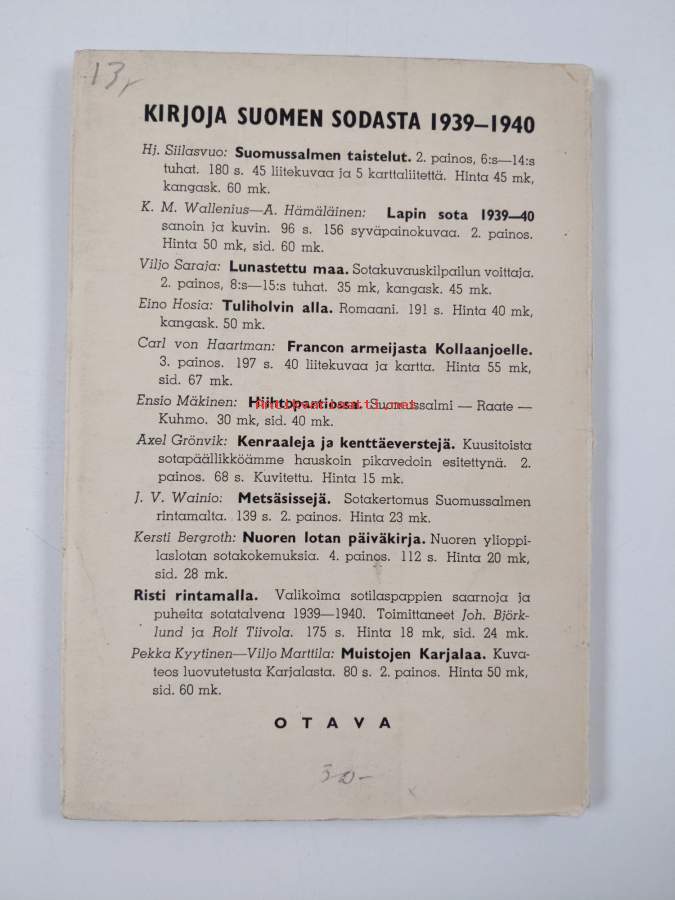 13,
KIRJOJA SUOMEN SODASTA 1939—1940
Hj. Siilasvuo: Suomussalmen taistelut. 2. painos, 6:s—14:s
tuhat. 180 s. 45 liitekuvaa ja 5 karttaliitettä. Hinta 45 mk,
kangask. 60 mk.
K. M. Wallenius—A. Hämäläinen: Lapin sota 1939—40
sanoin ja kuvin. 96 s. 156 syväpainokuvaa. 2. painos.
Hinta 50 mk, sid. 60 mk.
Viljo Saraja: Lunastettu maa. Sotakuvauskilpailun voittaja.
2. painos, 8:s—15:s tuhat. 35 mk, kangask. 45 mk.
Eino Hosia: Tuliholvin alla. Romaani. 191 s. Hinta 40 mk,
kangask. 50 mk.
Carl von Haartman: Francon armeijasta Kollaanjoelle.
3. painos. 197 s. 40 liitekuvaa ja kartta. Hinta 55 mk,
sid. 67 mk.
Ensio Mäkinen: Hiihtopartiossa. Suomussalmi — Raate —
Kuhmo. 30 mk, sid. 40 mk.
Axel Grönvik: Kenraaleja ja kenttäeverstejä. Kuusitoista
sotapäällikköämme hauskoin pikavedoin esitettynä. 2.
painos. 68 s. Kuvitettu. Hinta 15 mk.
J. V. Wainio: Metsäsissejä. Sotakertomus Suomussalmen
rintamalta. 139 s. 2. painos. Hinta 23 mk.
Kersti Bergroth: Nuoren lotan päiväkirja. Nuoren ylioppi-
laslotan sotakokemuksia. 4. painos. 112 s. Hinta 20 mk,
sid. 28 mk.
Risti rintamalla. Valikoima sotilaspappien saarnoja ja
puheita sotatalvena 1939—1940. Toimittaneet Joh. Björk-
lund ja Rolf Tiivola. 175 s. Hinta 18 mk, sid. 24 mk.
Pekka Kyytinen—Viljo Marttila: Muistojen Karjalaa. Kuva-
teos luovutetusta Karjalasta. 80 s. 2. painos. Hinta 50 mk,
sid. 60 mk.
OTAVA